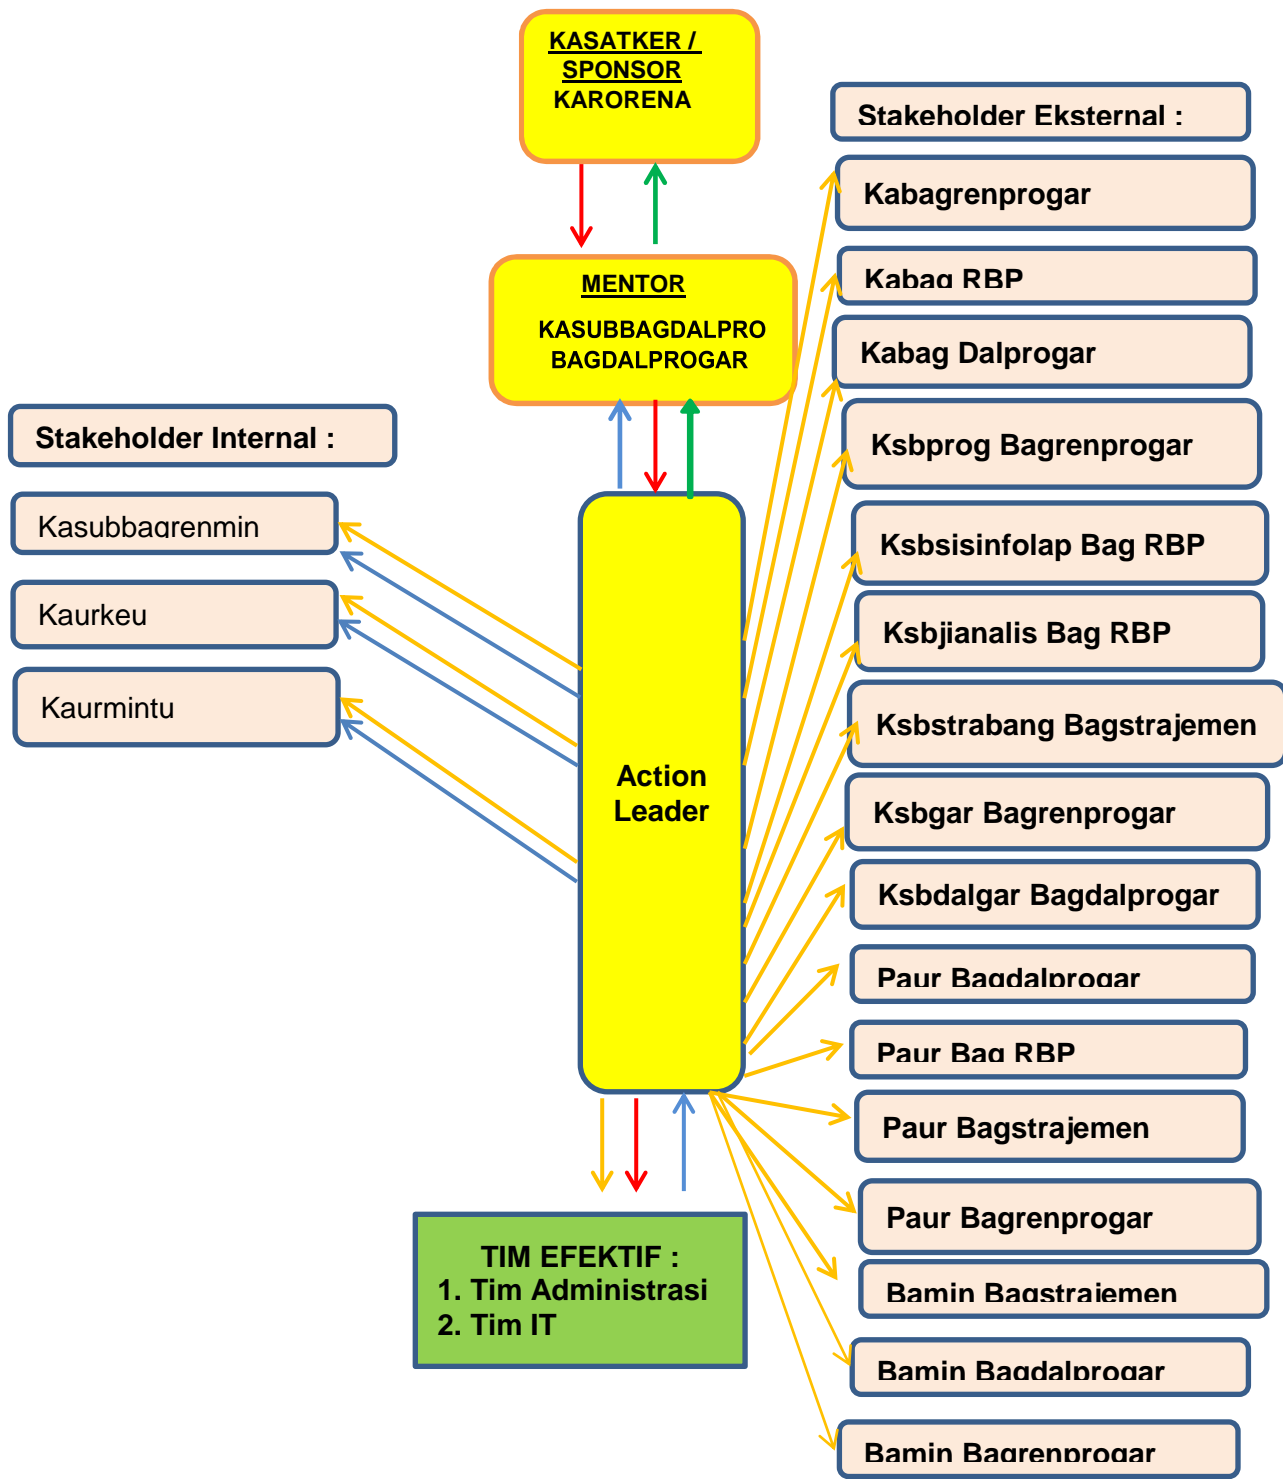 KASATKER /
SPONSOR
KARORENA
MENTOR
KASUBBAGDALPRO
BAGDALPROGAR
Stakeholder Internal :
Kasubbagrenmin
Kaurkeu
Kaurmintu
Action
Leader
TIM EFEKTIF :
1. Tim Administrasi
2. Tim IT
Stakeholder Eksternal :
Kabagrenprogar
Kabag RBP
Kabag Dalprogar
Ksbprog Bagrenprogar
Ksbsisinfolap Bag RBP
Ksbjianalis Bag RBP
Ksbstrabang Bagstrajemen
Ksbgar Bagrenprogar
Ksbdalgar Bagdalprogar
Paur Bagdalprogar
Paur Bag RBP
Paur Bagstrajemen
Paur Bagrenprogar
Bamin Bagstrajemen
Bamin Bagdalprogar
Bamin Bagrenprogar